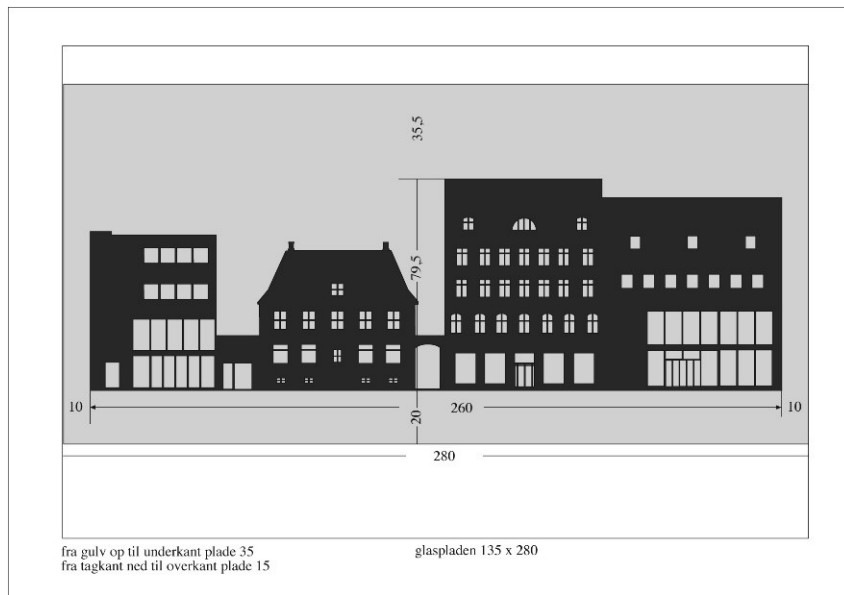 35,5
79,5
10
20
260
10
280
fra gulv op til underkant plade 35
fra tagkant ned til overkant plade 15
glaspladen 135 x 280